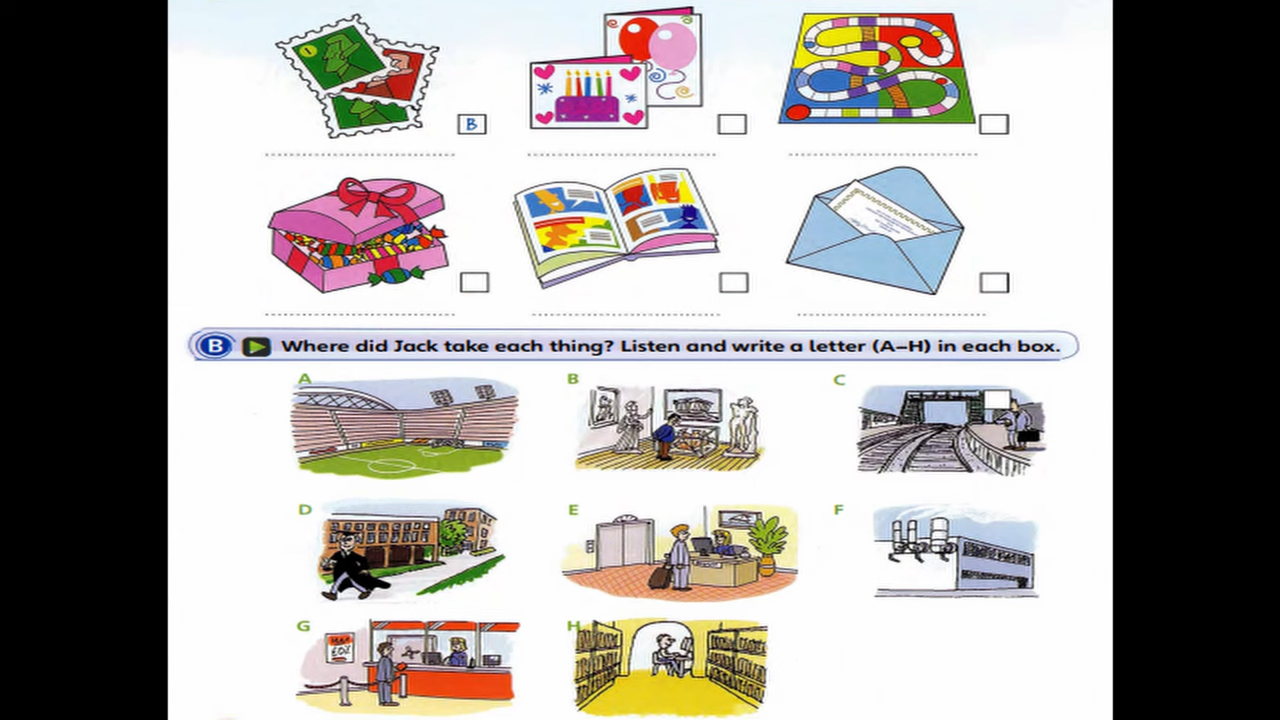 B
B Where did Jack take each thing? Listen and write a letter (A–H) in each box.
A B C
D E F
G H